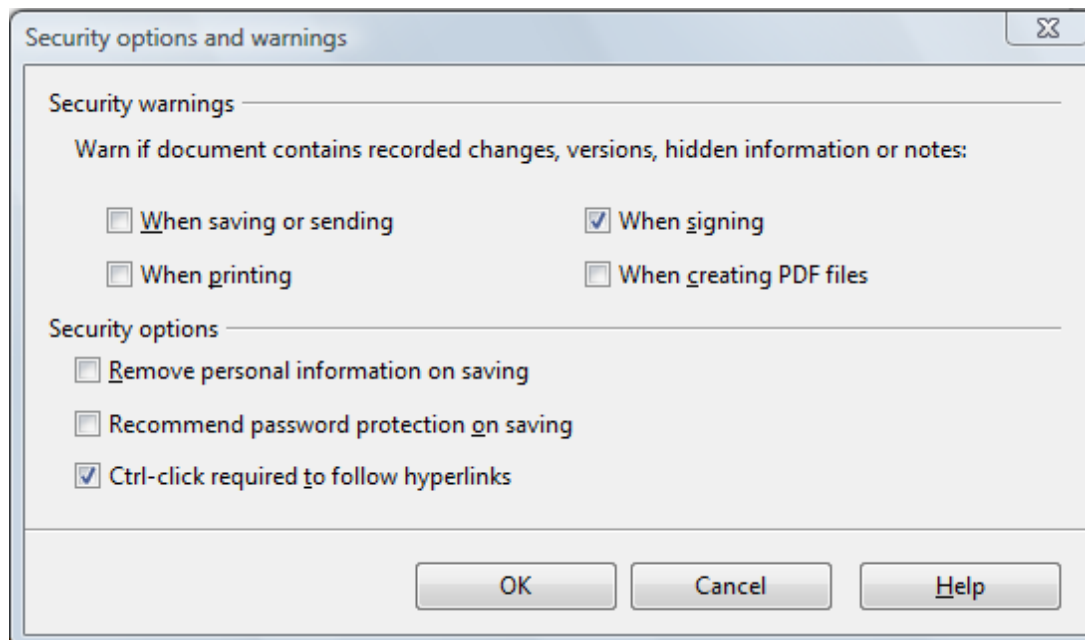 Security options and warnings
Security warnings
Warn if document contains recorded changes, versions, hidden information or notes:
When saving or sending
When signing
When printing
When creating PDF files
Security options
Remove personal information on saving
Recommend password protection on saving
Ctrl-click required to follow hyperlinks
OK
Cancel
Help